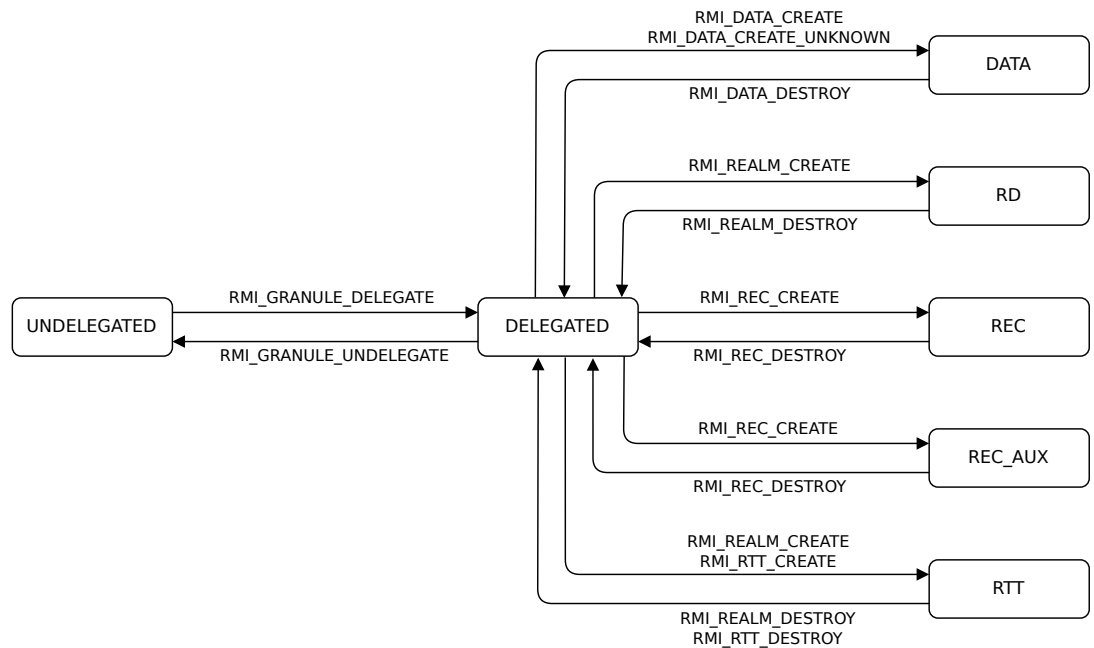 RMI_DATA_CREATE
RMI_DATA_CREATE_UNKNOWN
DATA
RMI_DATA_DESTROY
RMI_REALM_CREATE
RD
RMI_REALM_DESTROY
RMI_GRANULE_DELEGATE
RMI_REC_CREATE
UNDELEGATED
DELEGATED
REC
RMI_GRANULE_UNDELEGATE
RMI_REC_DESTROY
RMI_REC_CREATE
REC_AUX
RMI_REC_DESTROY
RMI_REALM_CREATE
RMI_RTT_CREATE
RTT
RMI_REALM_DESTROY
RMI_RTT_DESTROY